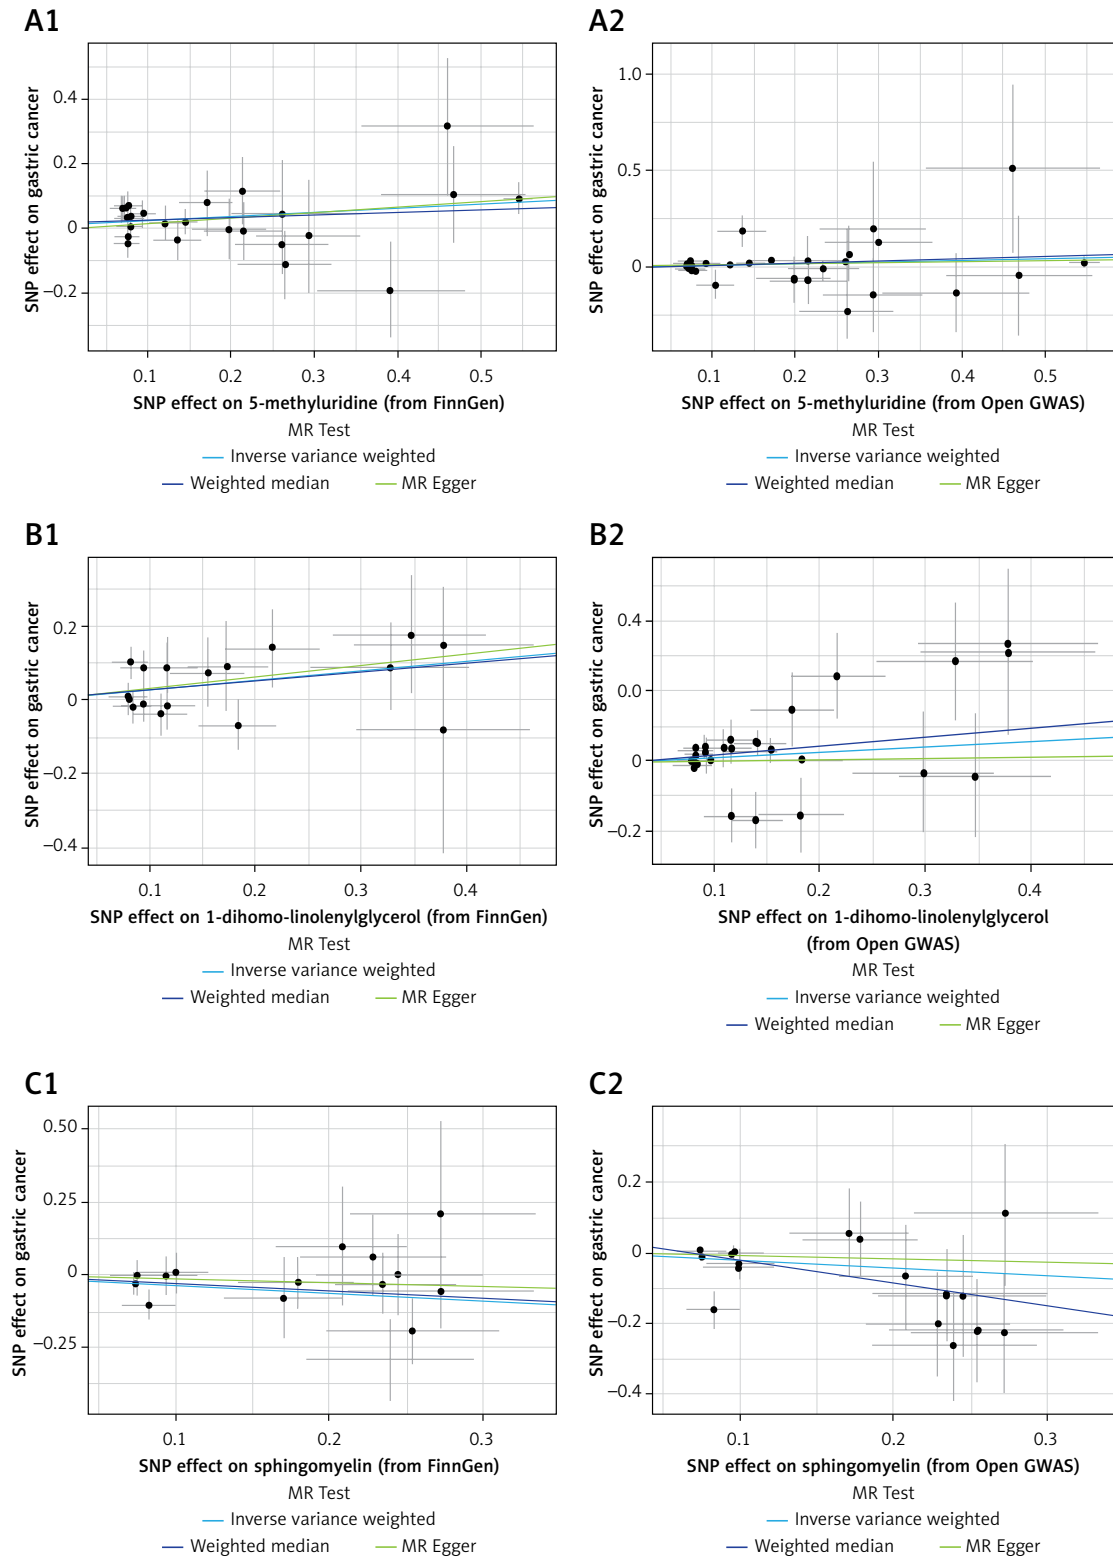 A1
SNP effect on gastric cancer
0.4
0.2
0
−0.2
0.1 0.2 0.3 0.4 0.5
SNP effect on 5-methyluridine (from FinnGen)
MR Test
Inverse variance weighted
Weighted median MR Egger
A2
SNP effect on gastric cancer
1.0
0.5
0
0.1 0.2 0.3 0.4 0.5
SNP effect on 5-methyluridine (from Open GWAS)
MR Test
Inverse variance weighted
Weighted median MR Egger
B1
SNP effect on gastric cancer
0.2
0
−0.2
−0.4
0.1 0.2 0.3 0.4
SNP effect on 1-dihomo-linolenylglycerol (from FinnGen)
MR Test
Inverse variance weighted
Weighted median MR Egger
B2
SNP effect on gastric cancer
0.4
0.0
0
−0.2
0.1 0.2 0.3 0.4
SNP effect on 1-dihomo-linolenylglycerol
(from Open GWAS)
MR Test
Inverse variance weighted
Weighted median MR Egger
C1
SNP effect on gastric cancer
0.50
0.25
0
−0.25
0.1 0.2 0.3
SNP effect on sphingomyelin (from FinnGen)
MR Test
Inverse variance weighted
Weighted median MR Egger
C2
SNP effect on gastric cancer
0.2
0
−0.2
−0.4
0.1 0.2 0.3
SNP effect on sphingomyelin (from Open GWAS)
MR Test
Inverse variance weighted
Weighted median MR Egger